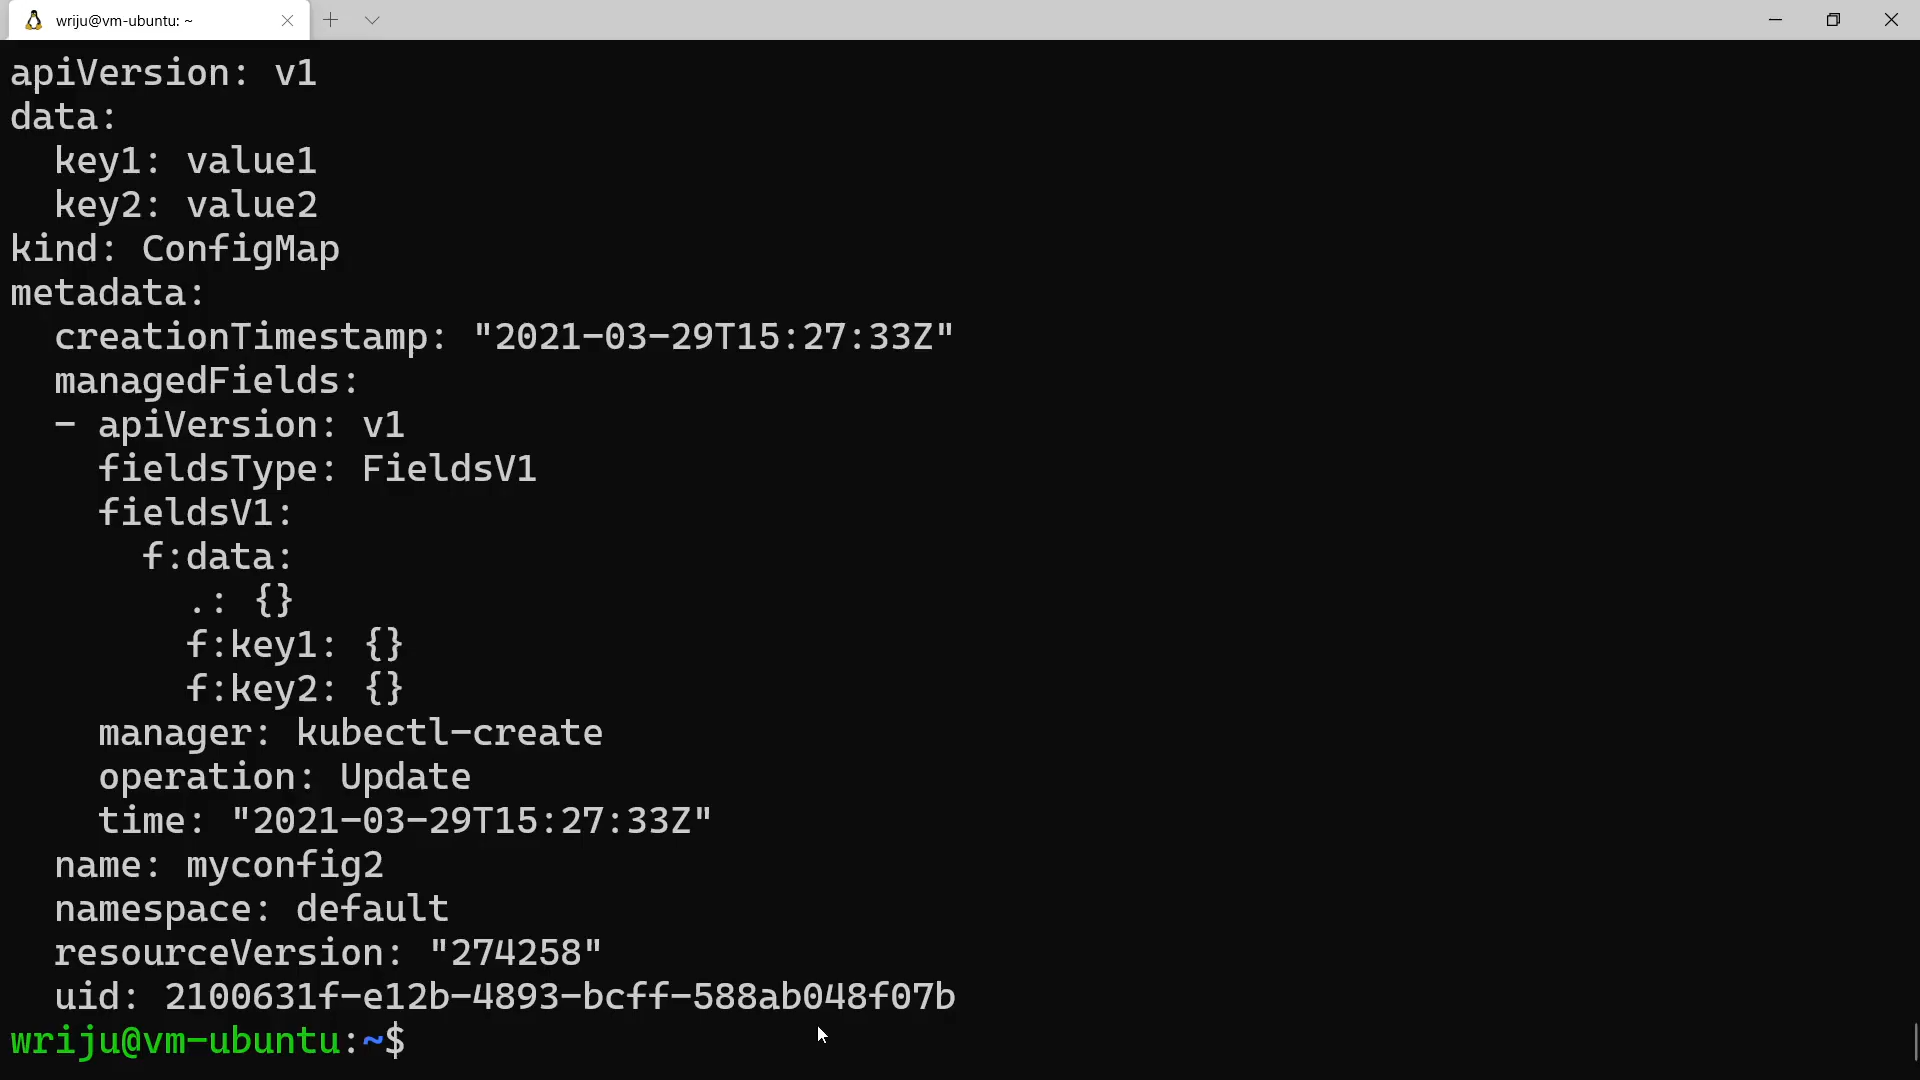 wriju@vm-ubuntu: ~
apiVersion: v1
data:
  key1: value1
  key2: value2
kind: ConfigMap
metadata:
  creationTimestamp: "2021-03-29T15:27:33Z"
  managedFields:
  - apiVersion: v1
    fieldsType: FieldsV1
    fieldsV1:
      f:data:
        .: {}
        f:key1: {}
        f:key2: {}
    manager: kubectl-create
    operation: Update
    time: "2021-03-29T15:27:33Z"
  name: myconfig2
  namespace: default
  resourceVersion: "274258"
  uid: 2100631f-e12b-4893-bcff-588ab048f07b
wriju@vm-ubuntu:~$